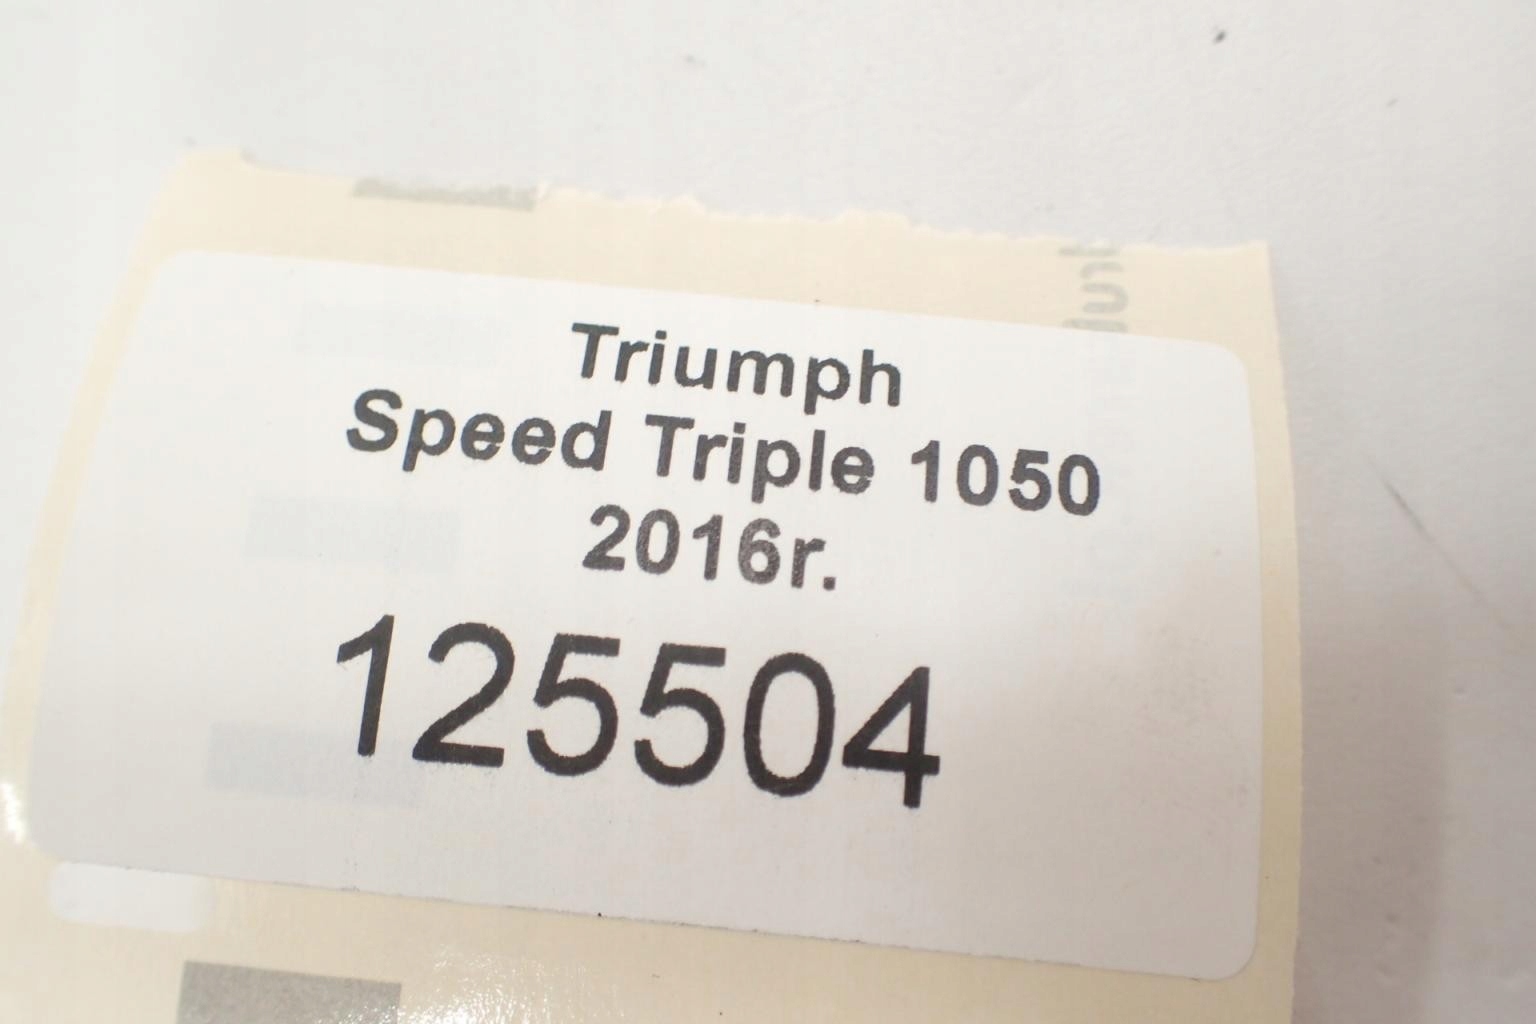 Triumph
Speed Triple 1050
2016r.
125504